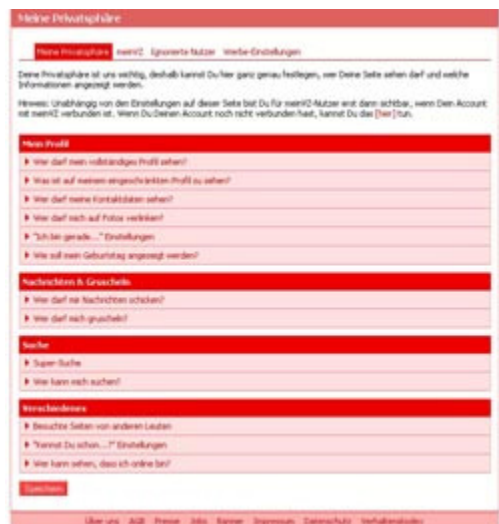 Meine Privatsphäre
Meine Privatsphäre meinVZ Ignorierte Nutzer Werbe-Einstellungen
Deine Privatsphäre ist uns wichtig, deshalb kannst Du hier ganz genau festlegen, wer Deine Seite sehen darf und welche
Informationen angezeigt werden.
Hinweis: Unabhängig von den Einstellungen auf dieser Seite bist Du für meinVZ-Nutzer erst dann sichtbar, wenn Dein Account
mit meinVZ verbunden ist. Wenn Du Deinen Account noch nicht verbunden hast, kannst Du das [hier] tun.
Mein Profil
Wer darf mein vollständiges Profil sehen?
Was ist auf meinem eingeschränkten Profil zu sehen?
Wer darf meine Kontaktdaten sehen?
Wer darf mich auf Fotos verlinken?
"Ich bin gerade..." Einstellungen
Wie soll mein Geburtstag angezeigt werden?
Nachrichten & Gruscheln
Wer darf mir Nachrichten schicken?
Wer darf mich gruscheln?
Suche
Super-Suche
Wer kann mich suchen?
Verschiedenes
Besuchte Seiten von anderen Leuten
"Kennst Du schon...?" Einstellungen
Wer kann sehen, dass ich online bin?
Speichern
Über uns AGB Presse Jobs Banner Impressum Datenschutz Verhaltenskodex